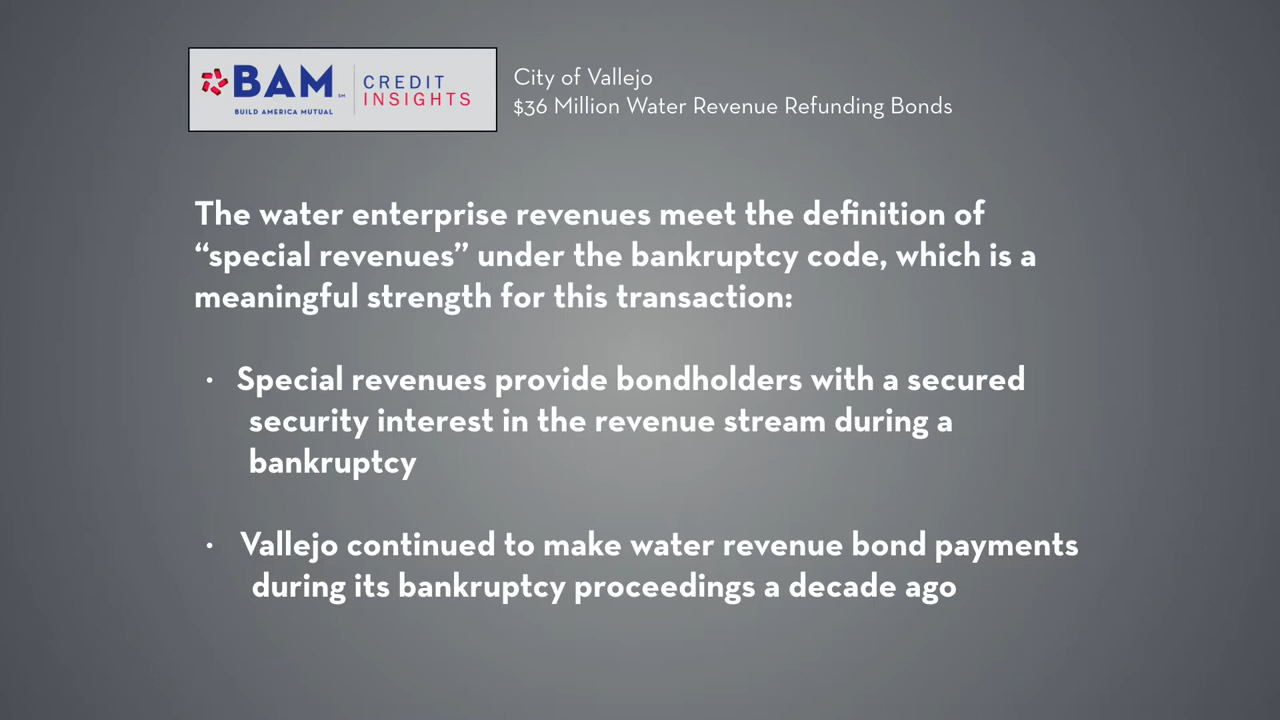 BAM SM
BUILD AMERICA MUTUAL
CREDIT
INSIGHTS
City of Vallejo
$36 Million Water Revenue Refunding Bonds
The water enterprise revenues meet the definition of
“special revenues” under the bankruptcy code, which is a
meaningful strength for this transaction:
• Special revenues provide bondholders with a secured
security interest in the revenue stream during a
bankruptcy
• Vallejo continued to make water revenue bond payments
during its bankruptcy proceedings a decade ago